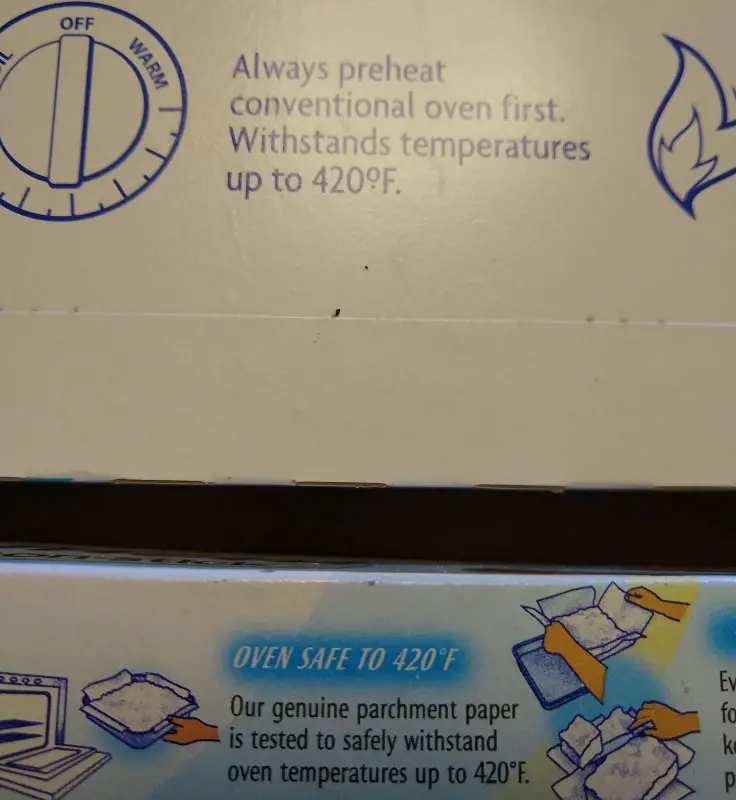 OFF
WARM
Always preheat
conventional oven first.
Withstands temperatures
up to 420ºF.
OVEN SAFE TO 420°F
Our genuine parchment paper
is tested to safely withstand
oven temperatures up to 420°F.